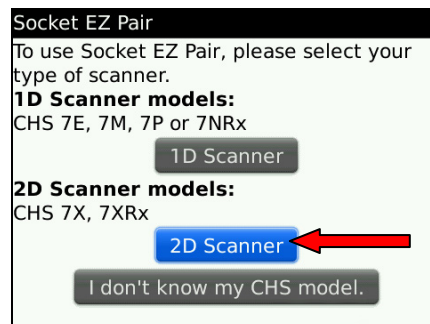 Socket EZ Pair
To use Socket EZ Pair, please select your
type of scanner.
1D Scanner models:
CHS 7E, 7M, 7P or 7NRx
1D Scanner
2D Scanner models:
CHS 7X, 7XRx
2D Scanner
I don't know my CHS model.